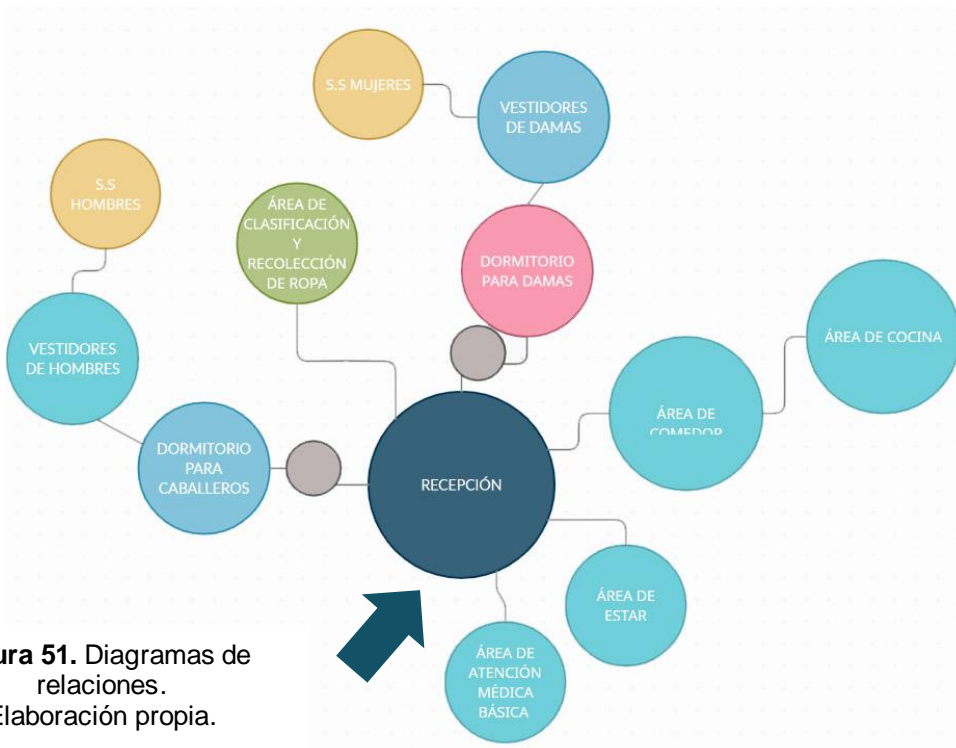 S.S MUJERES
VESTIDORES
DE DAMAS
S.S
HOMBRES
ÁREA DE
CLASIFICACIÓN
Y
RECOLECCIÓN
DE ROPA
DORMITORIO
PARA DAMAS
VESTIDORES
DE HOMBRES
ÁREA DE COCINA
ÁREA DE
COMEDOR
DORMITORIO
PARA
CABALLEROS
RECEPCIÓN
ÁREA DE
ESTAR
ÁREA DE
ATENCIÓN
MÉDICA
BÁSICA
ura 51. Diagramas de
relaciones.
Elaboración propia.